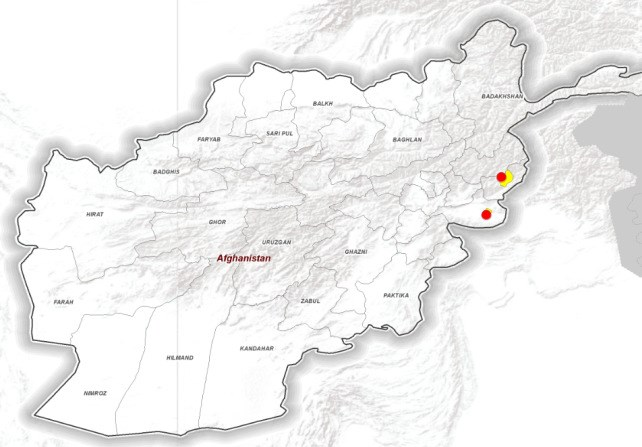 BADAKHSHAN
BALKH
FARYAB
SARI PUL
BAGHLAN
BADGHIS
HIRAT
GHOR
URUZGAN
GHAZNI
Afghanistan
FARAH
ZABUL
PAKTIKA
HILMAND
KANDAHAR
NIMROZ